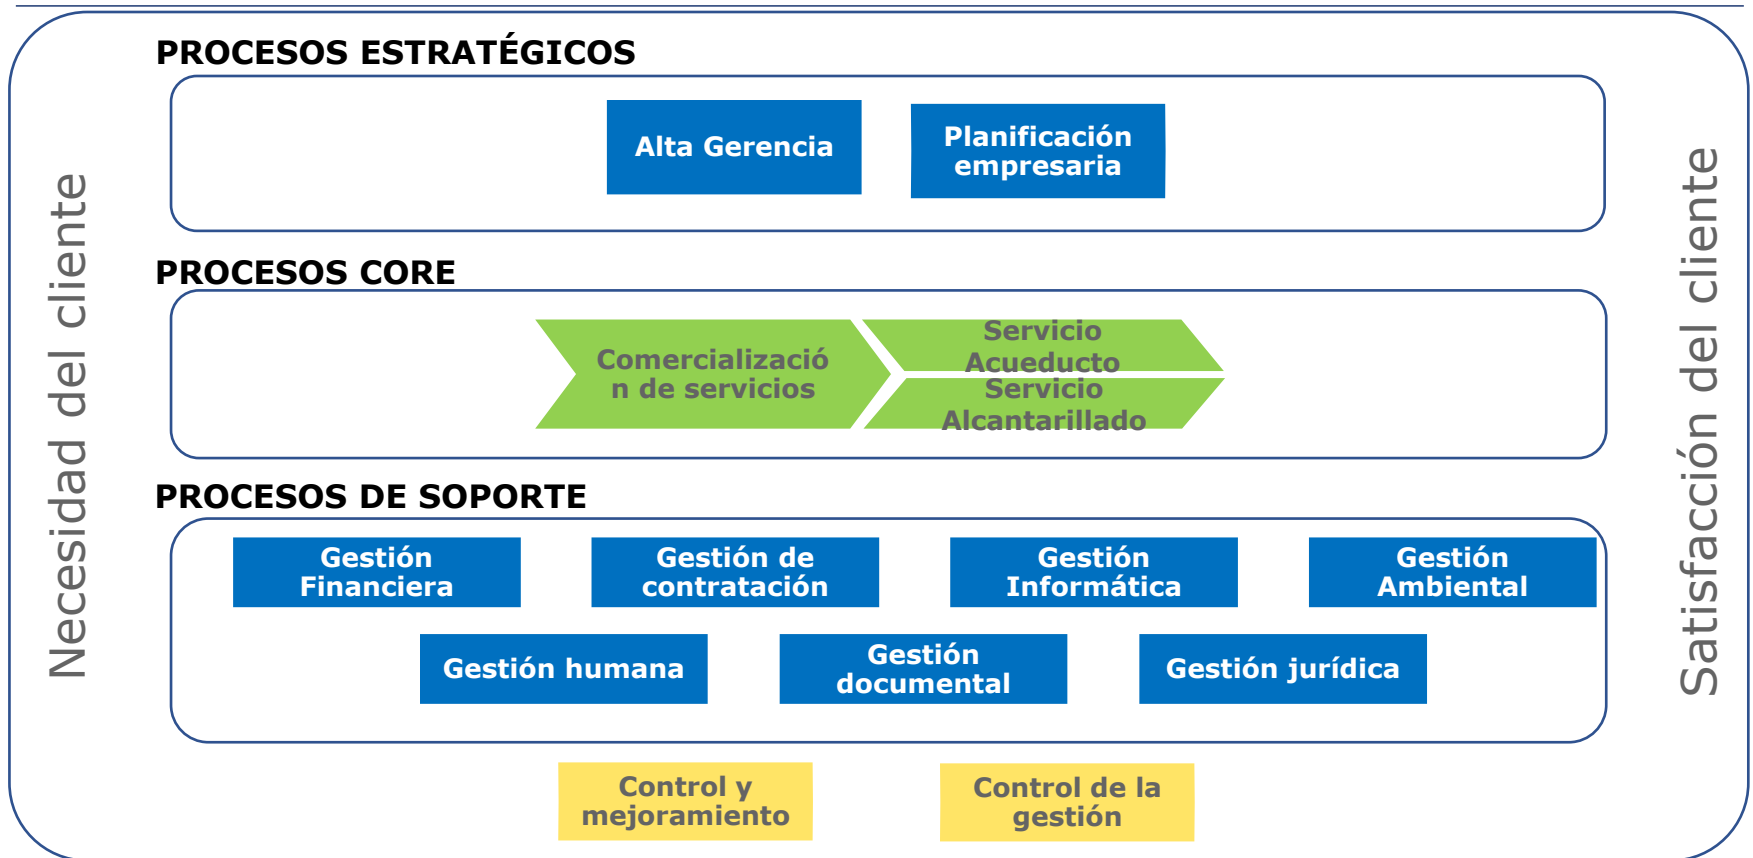 PROCESOS ESTRATÉGICOS
Alta Gerencia
Planificación
empresaria
Necesidad del cliente
Satisfacción del cliente
PROCESOS CORE
Comercializació
n de servicios
Servicio
Acueducto
Servicio
Alcantarillado
PROCESOS DE SOPORTE
Gestión
Financiera
Gestión de
contratación
Gestión
Informática
Gestión
Ambiental
Gestión humana
Gestión
documental
Gestión jurídica
Control y
mejoramiento
Control de la
gestión